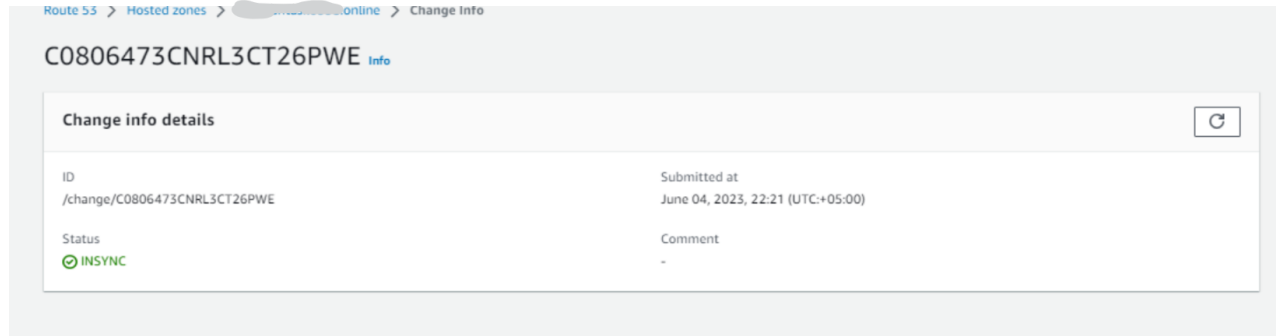 Route 53 > Hosted zones > online > Change Info
C0806473CNRL3CT26PWE Info
Change info details
ID
/change/C0806473CNRL3CT26PWE
Submitted at
June 04, 2023, 22:21 (UTC:+05:00)
Status
INSYNC
Comment
-